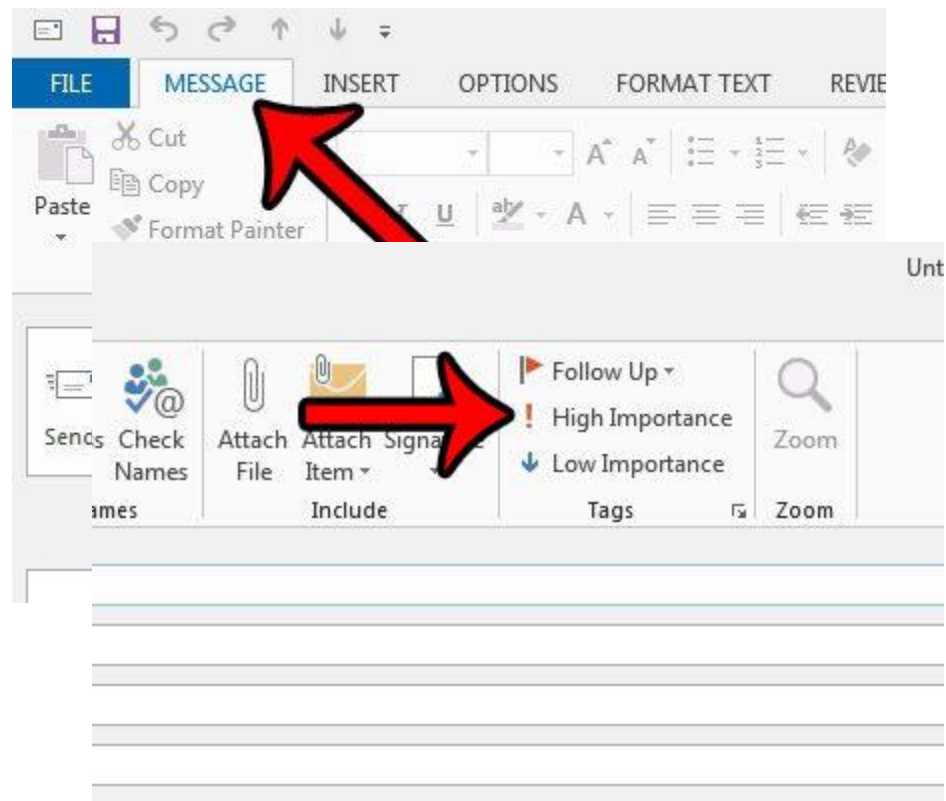 FILE MESSAGE INSERT OPTIONS FORMAT TEXT REVIE
Cut
Copy
Paste
Format Painter
U
Unt
Follow Up
High Importance
Low Importance
Send
s Check Names
Attach File
Attach Item
Zoom
ames
Include
Tags
Zoom